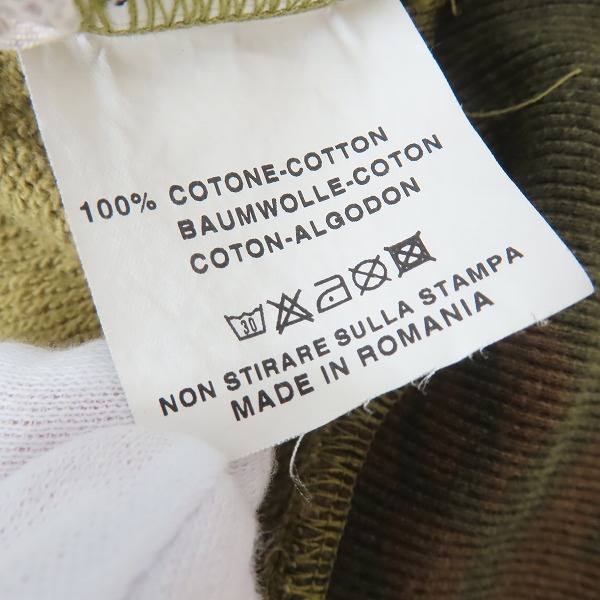 100% COTONE-COTTON
BAUMWOLLE-COTON
COTON-ALGODON
30
NON STIRARE SULLA STAMPA
MADE IN ROMANIA